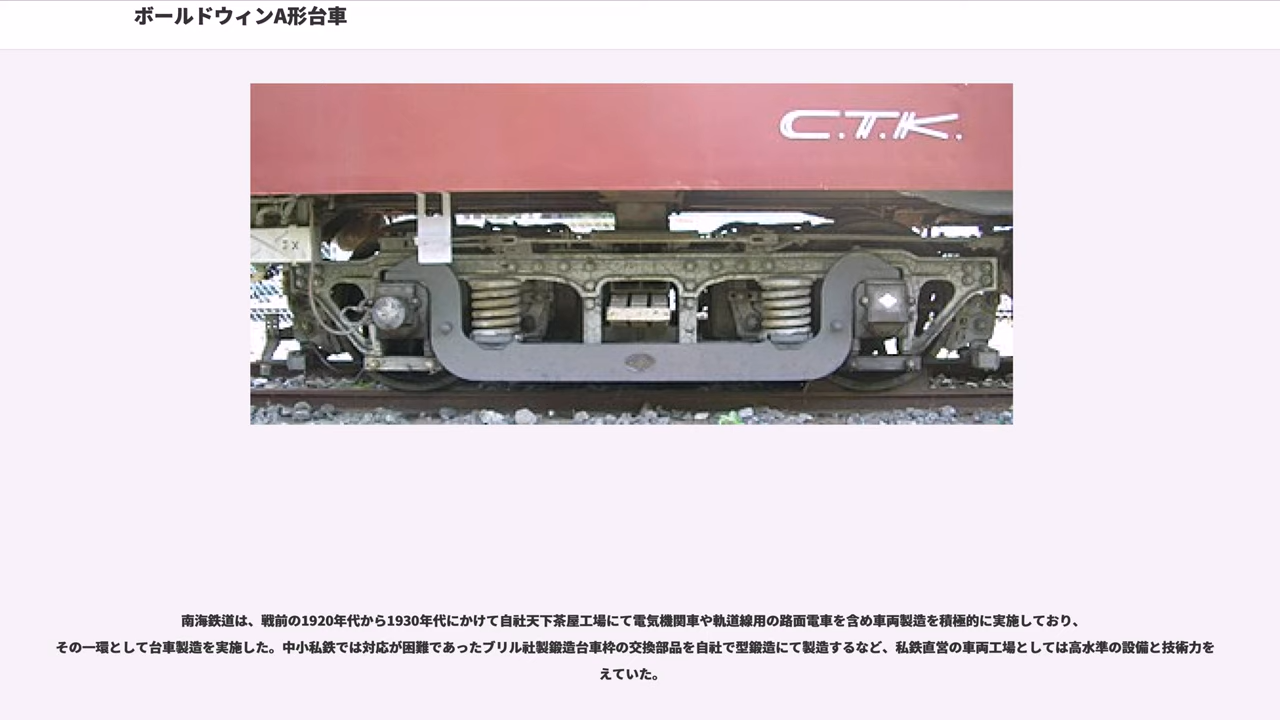 ボールドウィンA形台車
C.T.K.
南海鉄道は、戦前の1920年代から1930年代にかけて自社天下茶屋工場にて電気機関車や軌道線用の路面電車を含め車両製造を積極的に実施しており、
その一環として台車製造を実施した。中小私鉄では対応が困難であったブリル社製鍛造台車枠の交換部品を自社で型鍛造にて製造するなど、私鉄直営の車両工場としては高水準の設備と技術力を
えていた。